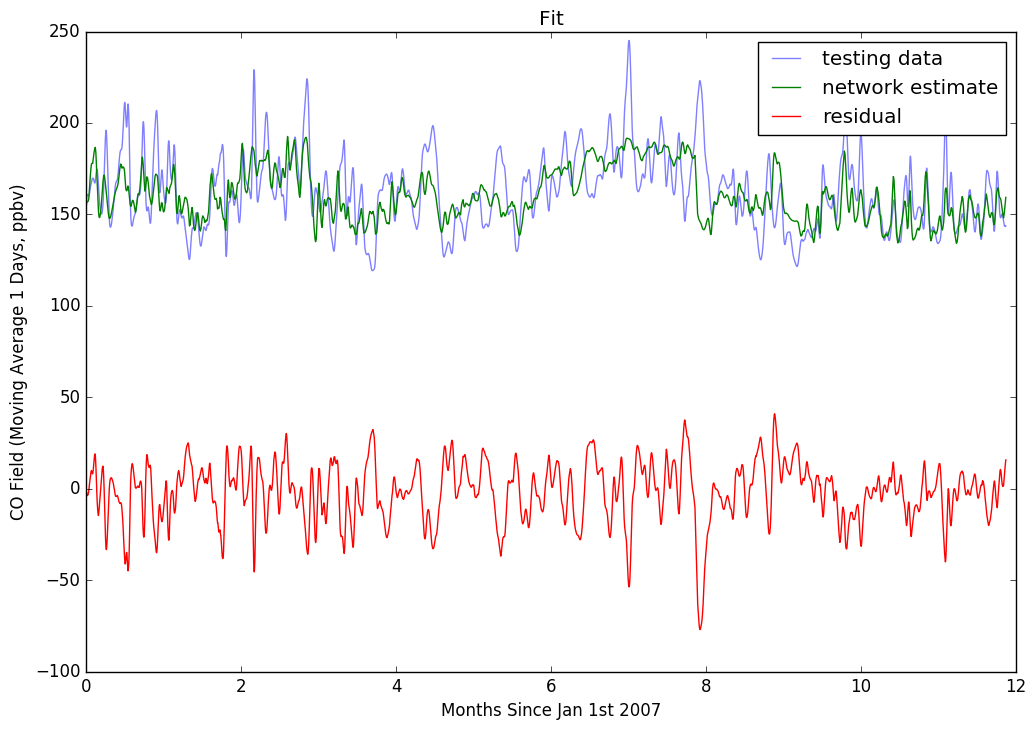 Fit
testing data
network estimate
residual
CO Field (Moving Average 1 Days, ppbv)
250
200
150
100
50
0
−50
−100
0 2 4 6 8 10 12
Months Since Jan 1st 2007